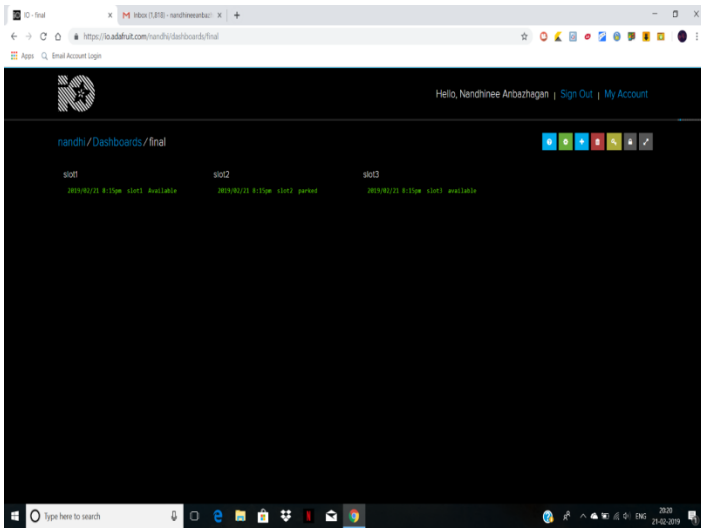 IO - final
Inbox (1,818) - nandhineeanbazh
https://io.adafruit.com/nandhi/dashboards/final
Apps Email Account Login
iO
Hello, Nandhinee Anbazhagan | Sign Out | My Account
nandhi/Dashboards/final
slot1 slot2 slot3
2019/02/21 8:15pm slot1 Available 2019/02/21 8:15pm slot2 parked 2019/02/21 8:15pm slot3 available
Type here to search
ENG
20:20
21-02-2019